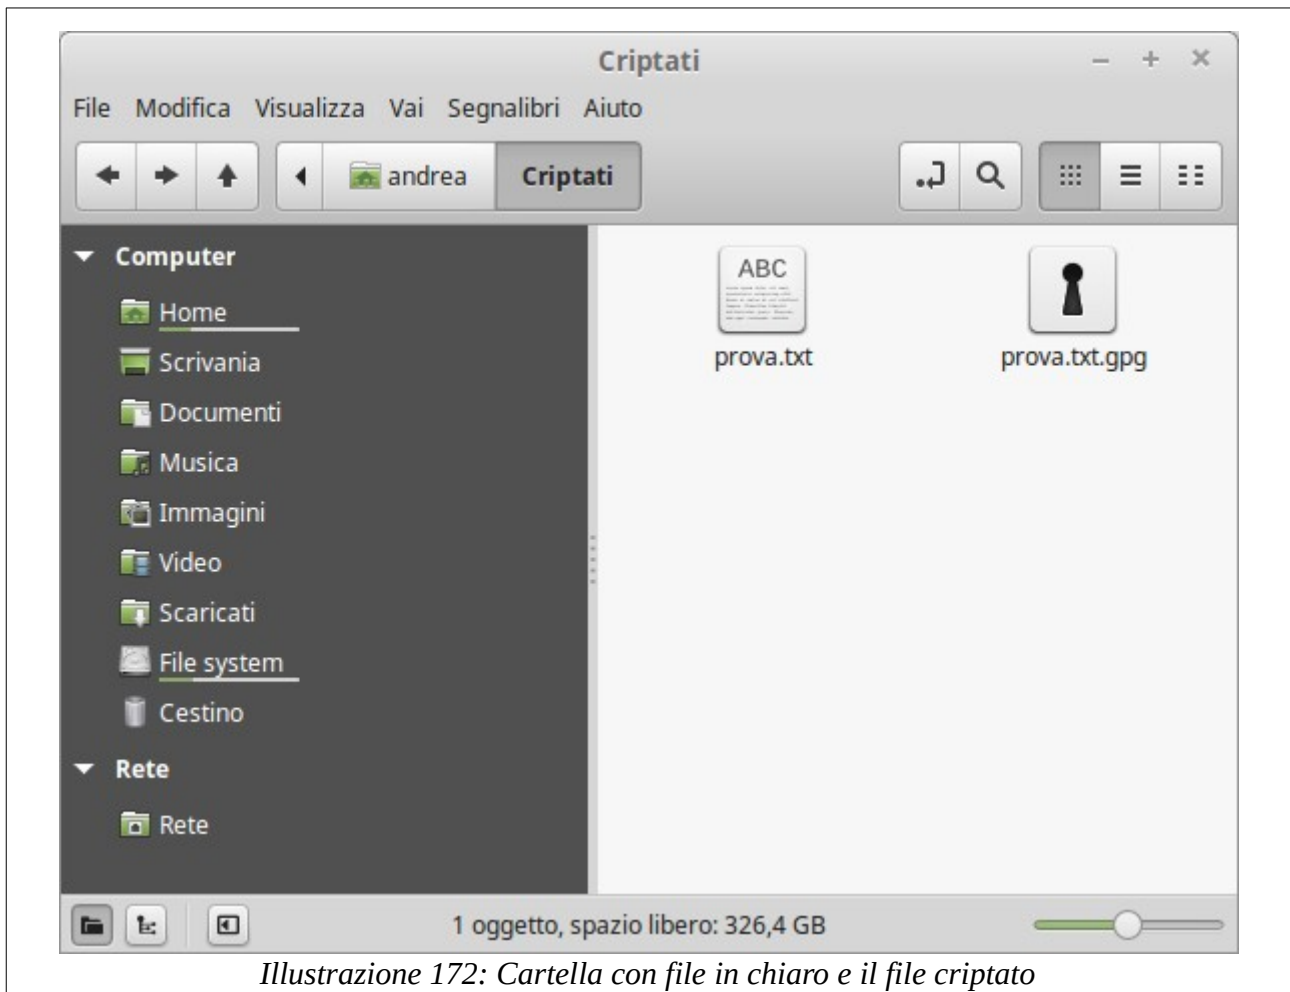 Criptati
File Modifica Visualizza Vai Segnalibri Aiuto
andrea Criptati
Computer
Home
Scrivania
Documenti
Musica
Immagini
Video
Scaricati
File system
Cestino
Rete
Rete
ABC
prova.txt prova.txt.gpg
1 oggetto, spazio libero: 326,4 GB
Illustrazione 172: Cartella con file in chiaro e il file criptato